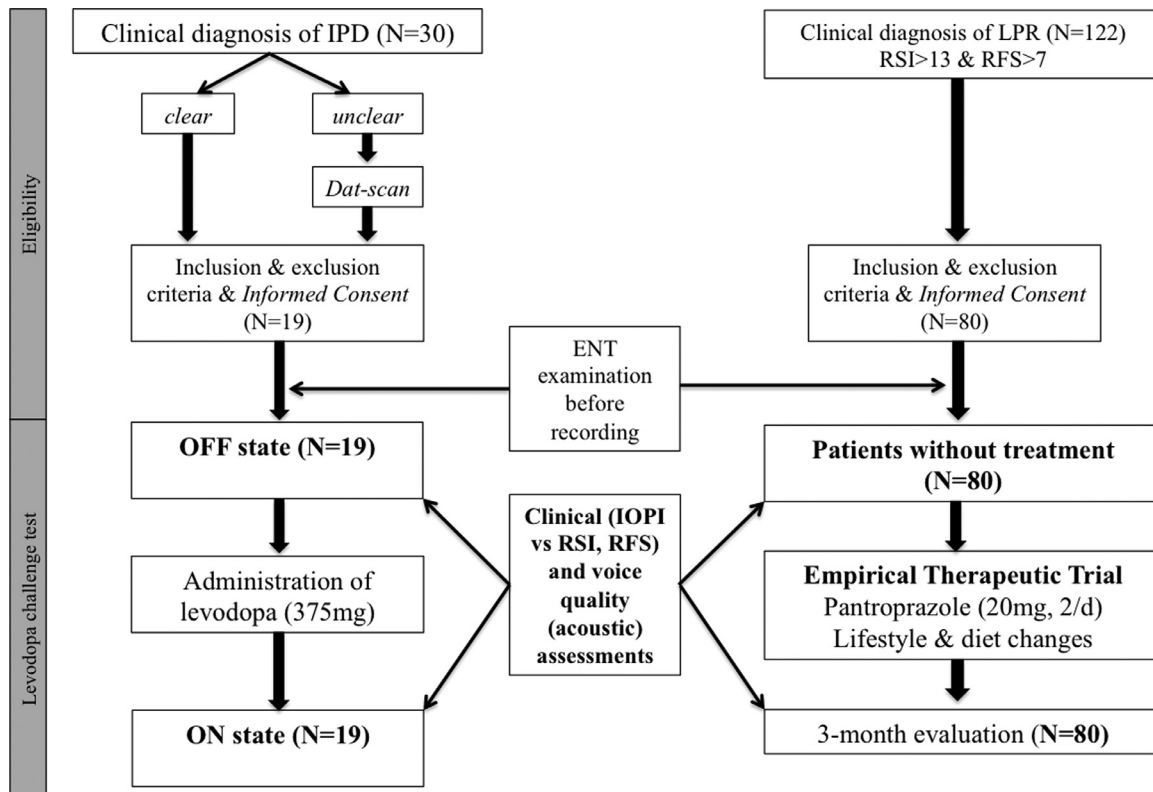 Eligibility
Levodopa challenge test
Clinical diagnosis of IPD (N=30)
clear
unclear
Dat-scan
Inclusion & exclusion
criteria & Informed Consent
(N=19)
OFF state (N=19)
Administration of
levodopa (375mg)
ON state (N=19)
ENT
examination
before
recording
Clinical (IOPI
vs RSI, RFS)
and voice
quality
(acoustic)
assessments
Clinical diagnosis of LPR (N=122)
RSI>13 & RFS>7
Inclusion & exclusion
criteria & Informed Consent
(N=80)
Patients without treatment
(N=80)
Empirical Therapeutic Trial
Pantroprazole (20mg, 2/d)
Lifestyle & diet changes
3-month evaluation (N=80)